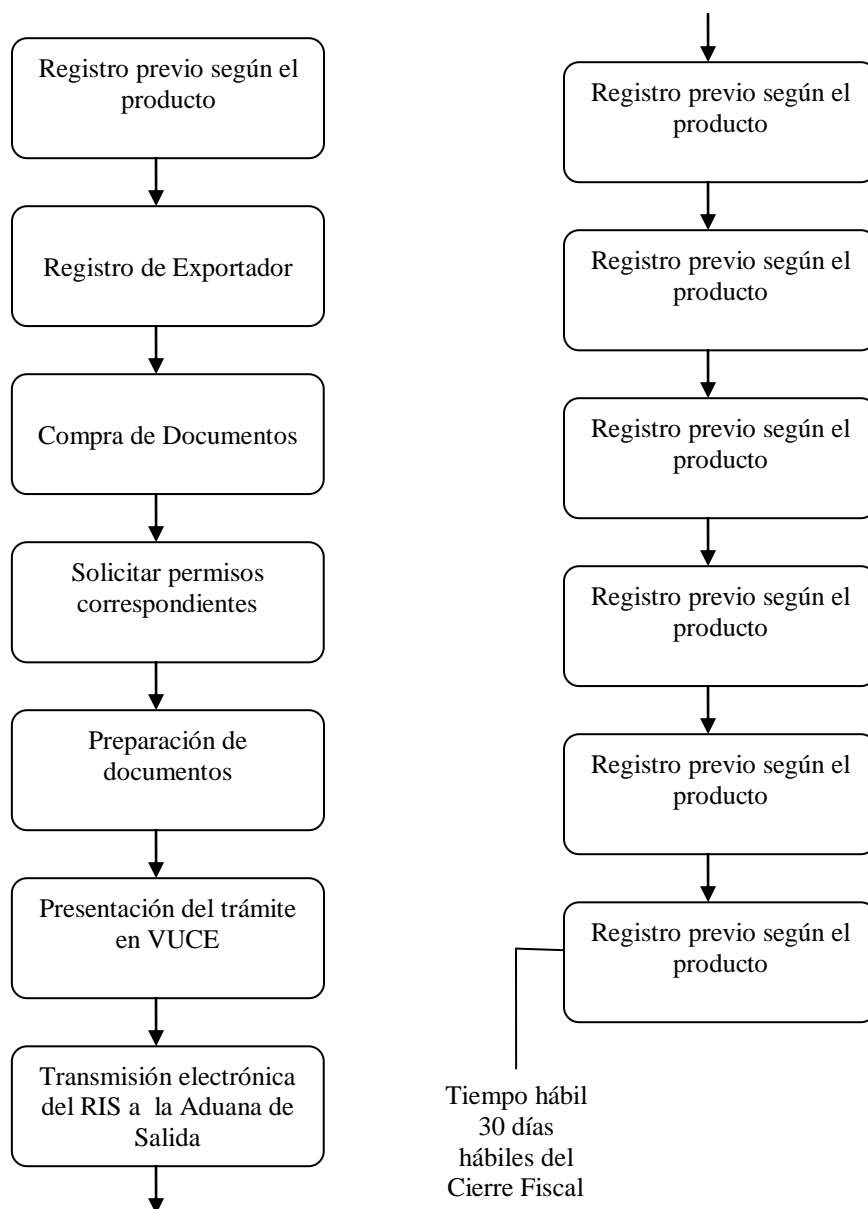 Registro previo según el
producto
Registro de Exportador
Compra de Documentos
Solicitar permisos
correspondientes
Preparación de
documentos
Presentación del trámite
en VUCE
Transmisión electrónica
del RIS a la Aduana de
Salida
Registro previo según el
producto
Registro previo según el
producto
Registro previo según el
producto
Registro previo según el
producto
Registro previo según el
producto
Registro previo según el
producto
Tiempo hábil
30 días
hábiles del
Cierre Fiscal